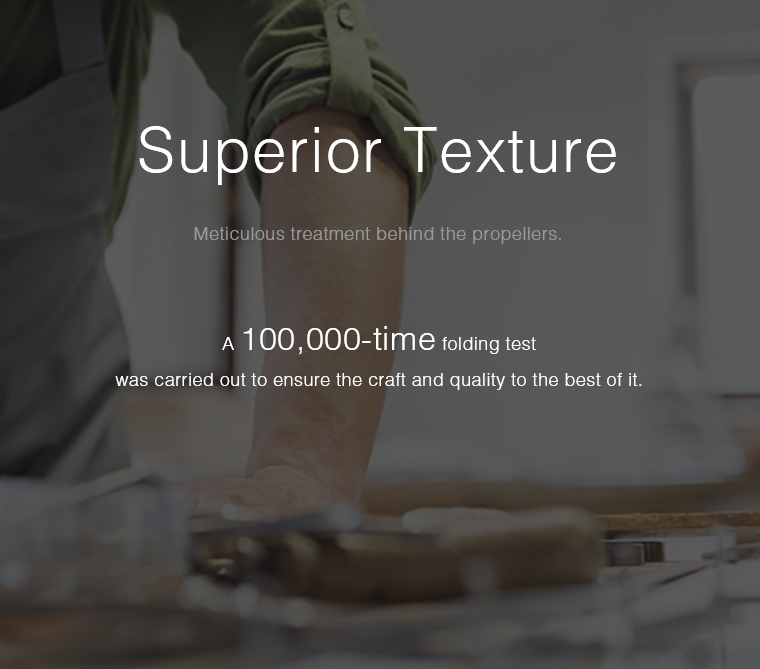 Superior Texture
Meticulous treatment behind the propellers.
A 100,000-time folding test
was carried out to ensure the craft and quality to the best of it.